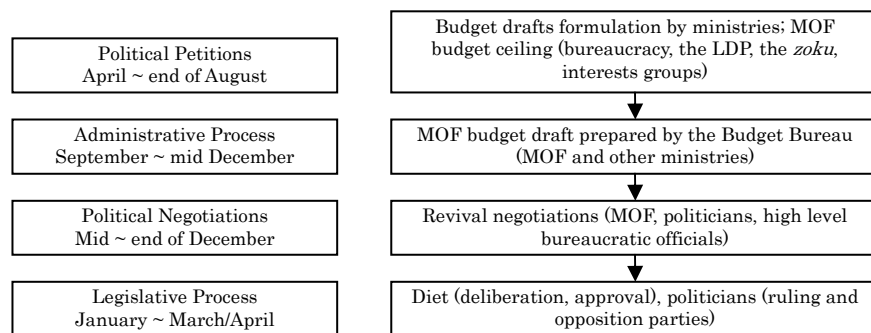 Political Petitions
April ~ end of August
Budget drafts formulation by ministries; MOF
budget ceiling (bureaucracy, the LDP, the zoku,
interests groups)
Administrative Process
September ~ mid December
MOF budget draft prepared by the Budget Bureau
(MOF and other ministries)
Political Negotiations
Mid ~ end of December
Revival negotiations (MOF, politicians, high level
bureaucratic officials)
Legislative Process
January ~ March/April
Diet (deliberation, approval), politicians (ruling and
opposition parties)